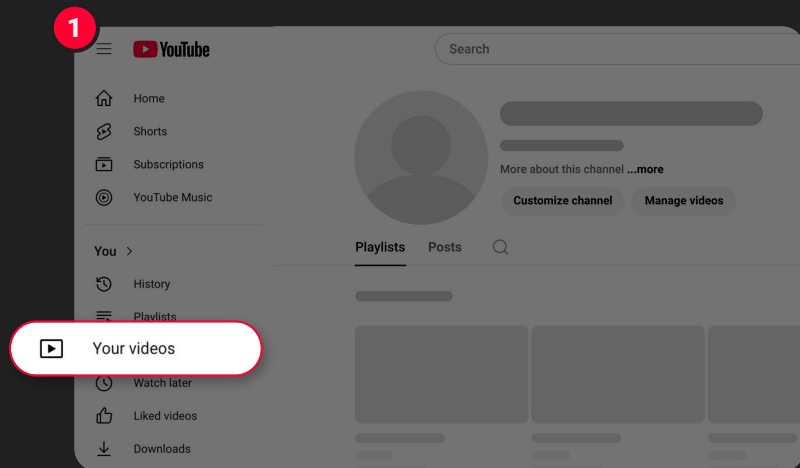 1
YouTube
Search
Home
Shorts
Subscriptions
YouTube Music
You
History
Playlists
Your videos
Watch later
Liked videos
Downloads
More about this channel ...more
Customize channel
Manage videos
Playlists
Posts